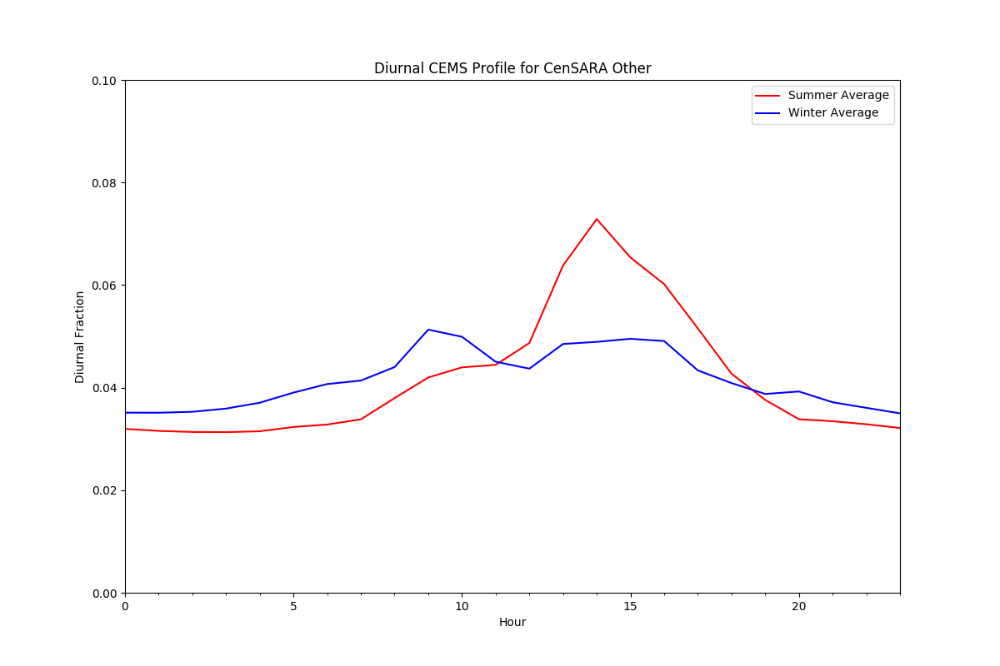 Diurnal CEMS Profile for CenSARA Other
Summer Average
Winter Average
0.10
0.08
0.06
0.04
0.02
0.00
Diurnal Fraction
0 5 10 15 20
Hour